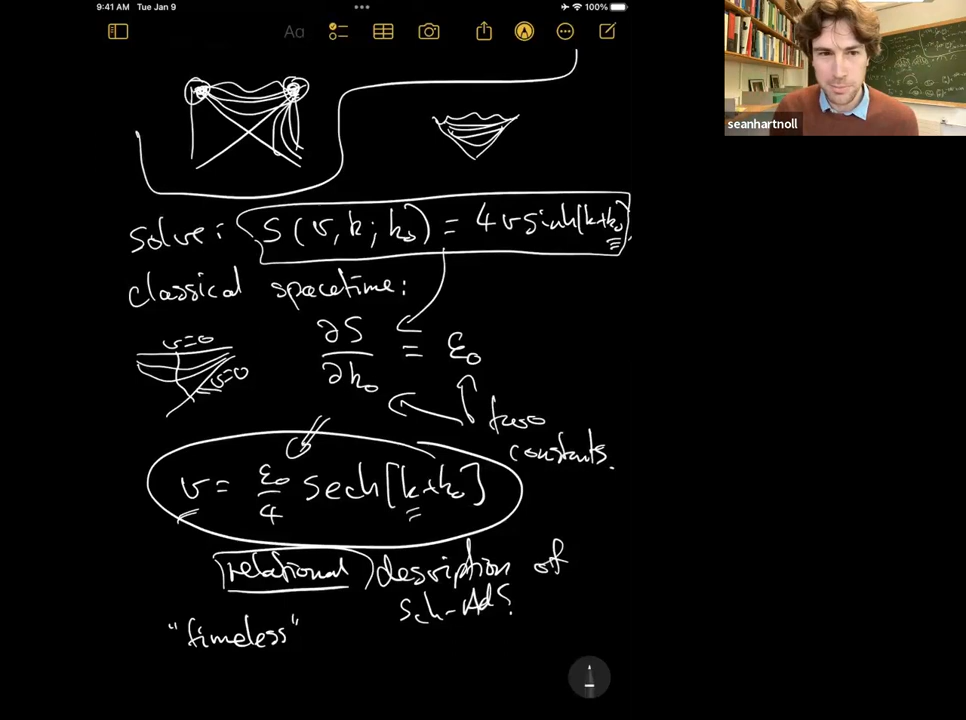 9:41 AM Tue Jan 9
100%
Aa
seanhartnoll
solve: S(v, k; k₀) = 4 v sinh[k+k₀].
classical spacetime:
v=0
v=0
∂S/∂k₀ = ε₀
two
constants.
v = ε₀/4 sech[k+k₀]
relational description of
Sch-AdS.
"timeless"